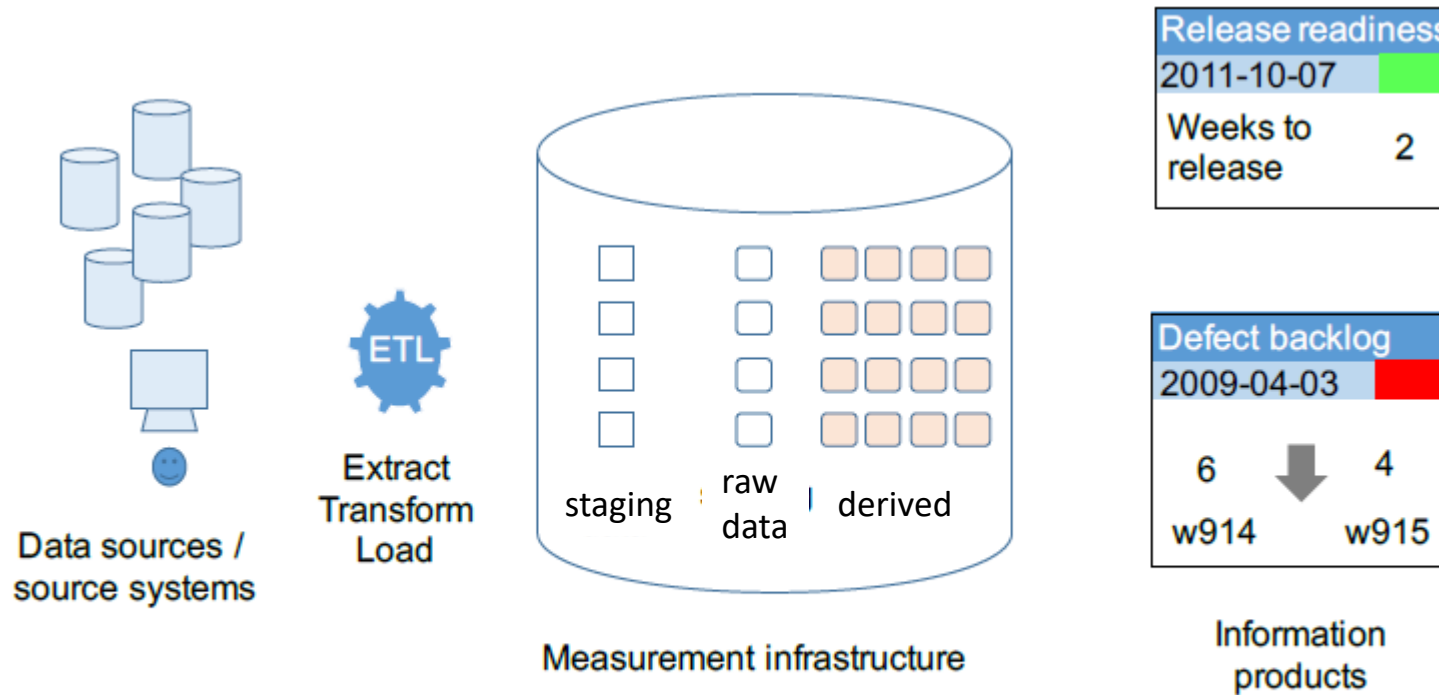 Data sources /
source systems
ETL
Extract
Transform
Load
staging
raw
data
derived
Measurement infrastructure
Release readiness
2011-10-07
Weeks to
release
2
Defect backlog
2009-04-03
6
4
w914
w915
Information
products